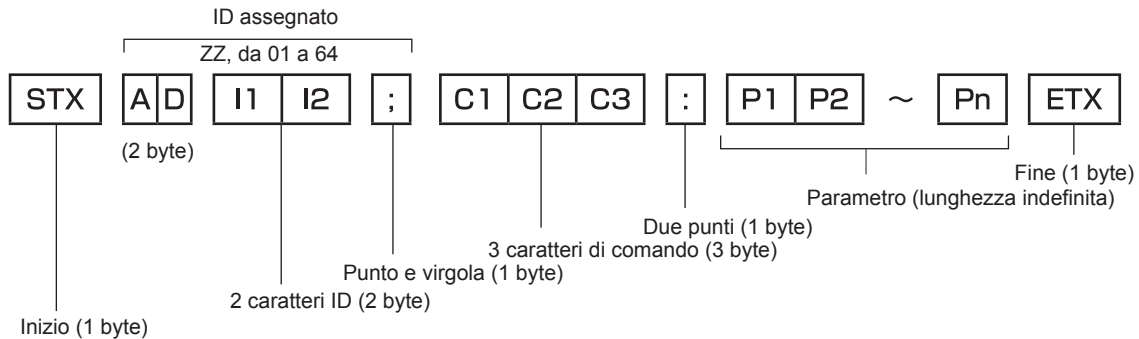 ID assegnato
ZZ, da 01 a 64
STX A D I1 I2 ; C1 C2 C3 : P1 P2 ~ Pn ETX
(2 byte)
Fine (1 byte)
Parametro (lunghezza indefinita)
Due punti (1 byte)
3 caratteri di comando (3 byte)
Punto e virgola (1 byte)
2 caratteri ID (2 byte)
Inizio (1 byte)